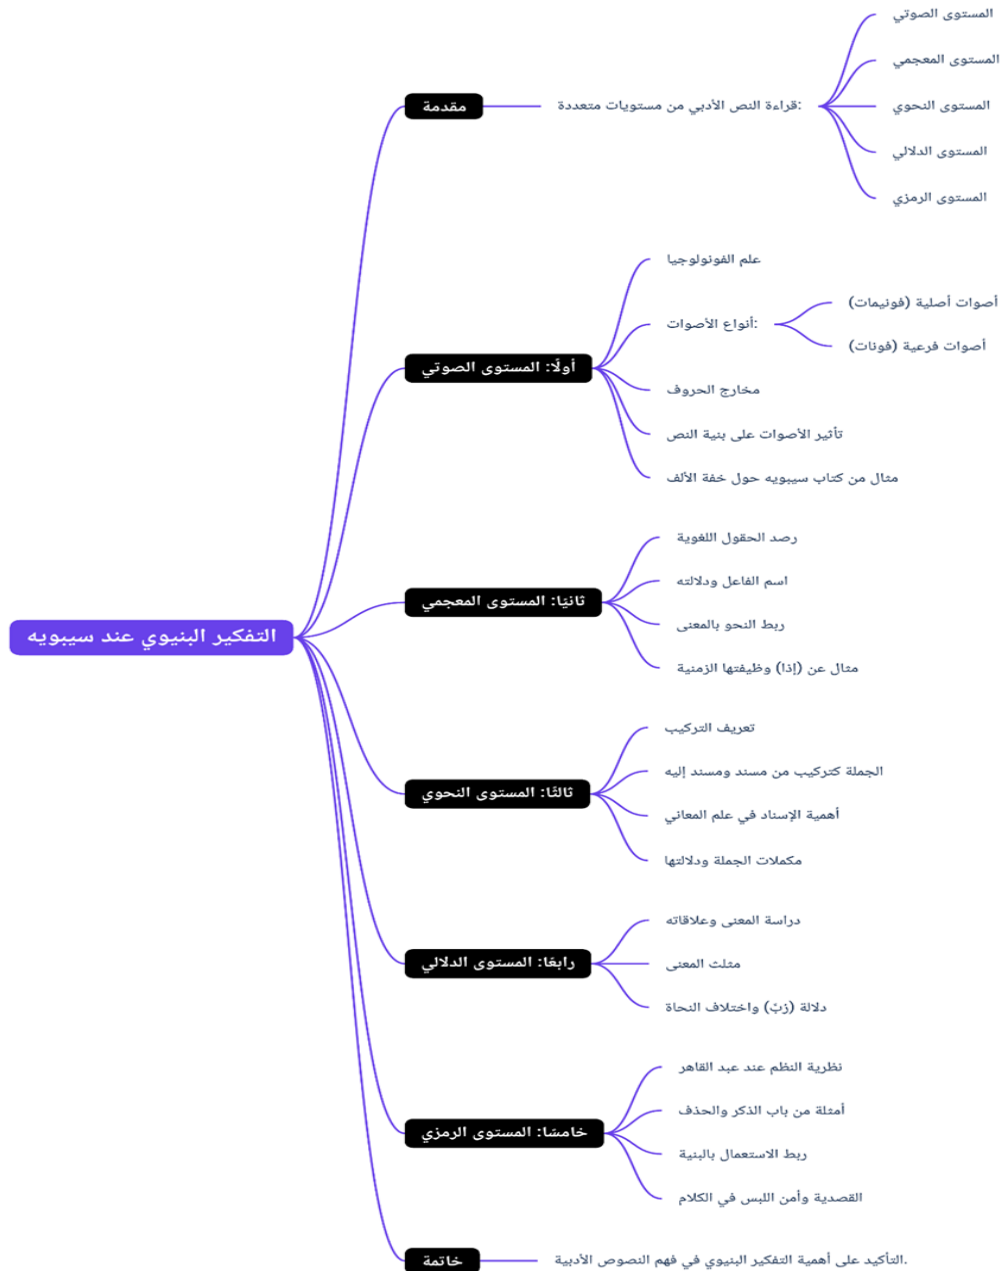 التفكير البنيوي عند سيبويه
مقدمة
قراءة النص الأدبي من مستويات متعددة:
المستوى الصوتي
المستوى المعجمي
المستوى النحوي
المستوى الدلالي
المستوى الرمزي
أولًا: المستوى الصوتي
علم الفونولوجيا
أنواع الأصوات:
أصوات أصلية (فونيمات)
أصوات فرعية (فونات)
مخارج الحروف
تأثير الأصوات على بنية النص
مثال من كتاب سيبويه حول خفة الألف
ثانيًا: المستوى المعجمي
رصد الحقول اللغوية
اسم الفاعل ودلالته
ربط النحو بالمعنى
مثال عن (إذا) وظيفتها الزمنية
ثالثًا: المستوى النحوي
تعريف التركيب
الجملة كتركيب من مسند ومسند إليه
أهمية الإسناد في علم المعاني
مكملات الجملة ودلالتها
رابعًا: المستوى الدلالي
دراسة المعنى وعلاقاته
مثلث المعنى
دلالة (رُبّ) واختلاف النحاة
خامسًا: المستوى الرمزي
نظرية النظم عند عبد القاهر
أمثلة من باب الذكر والحذف
ربط الاستعمال بالبنية
القصدية وأمن اللبس في الكلام
خاتمة
التأكيد على أهمية التفكير البنيوي في فهم النصوص الأدبية.